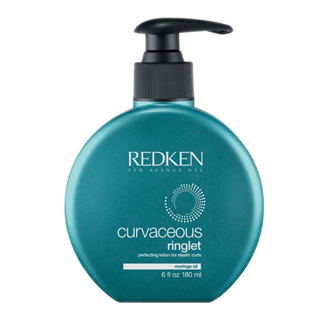 REDKEN
5TH AVENUE NYC
curvaceous
ringlet
perfecting lotion for elastic curls
moringa oil
6 fl oz 180 ml